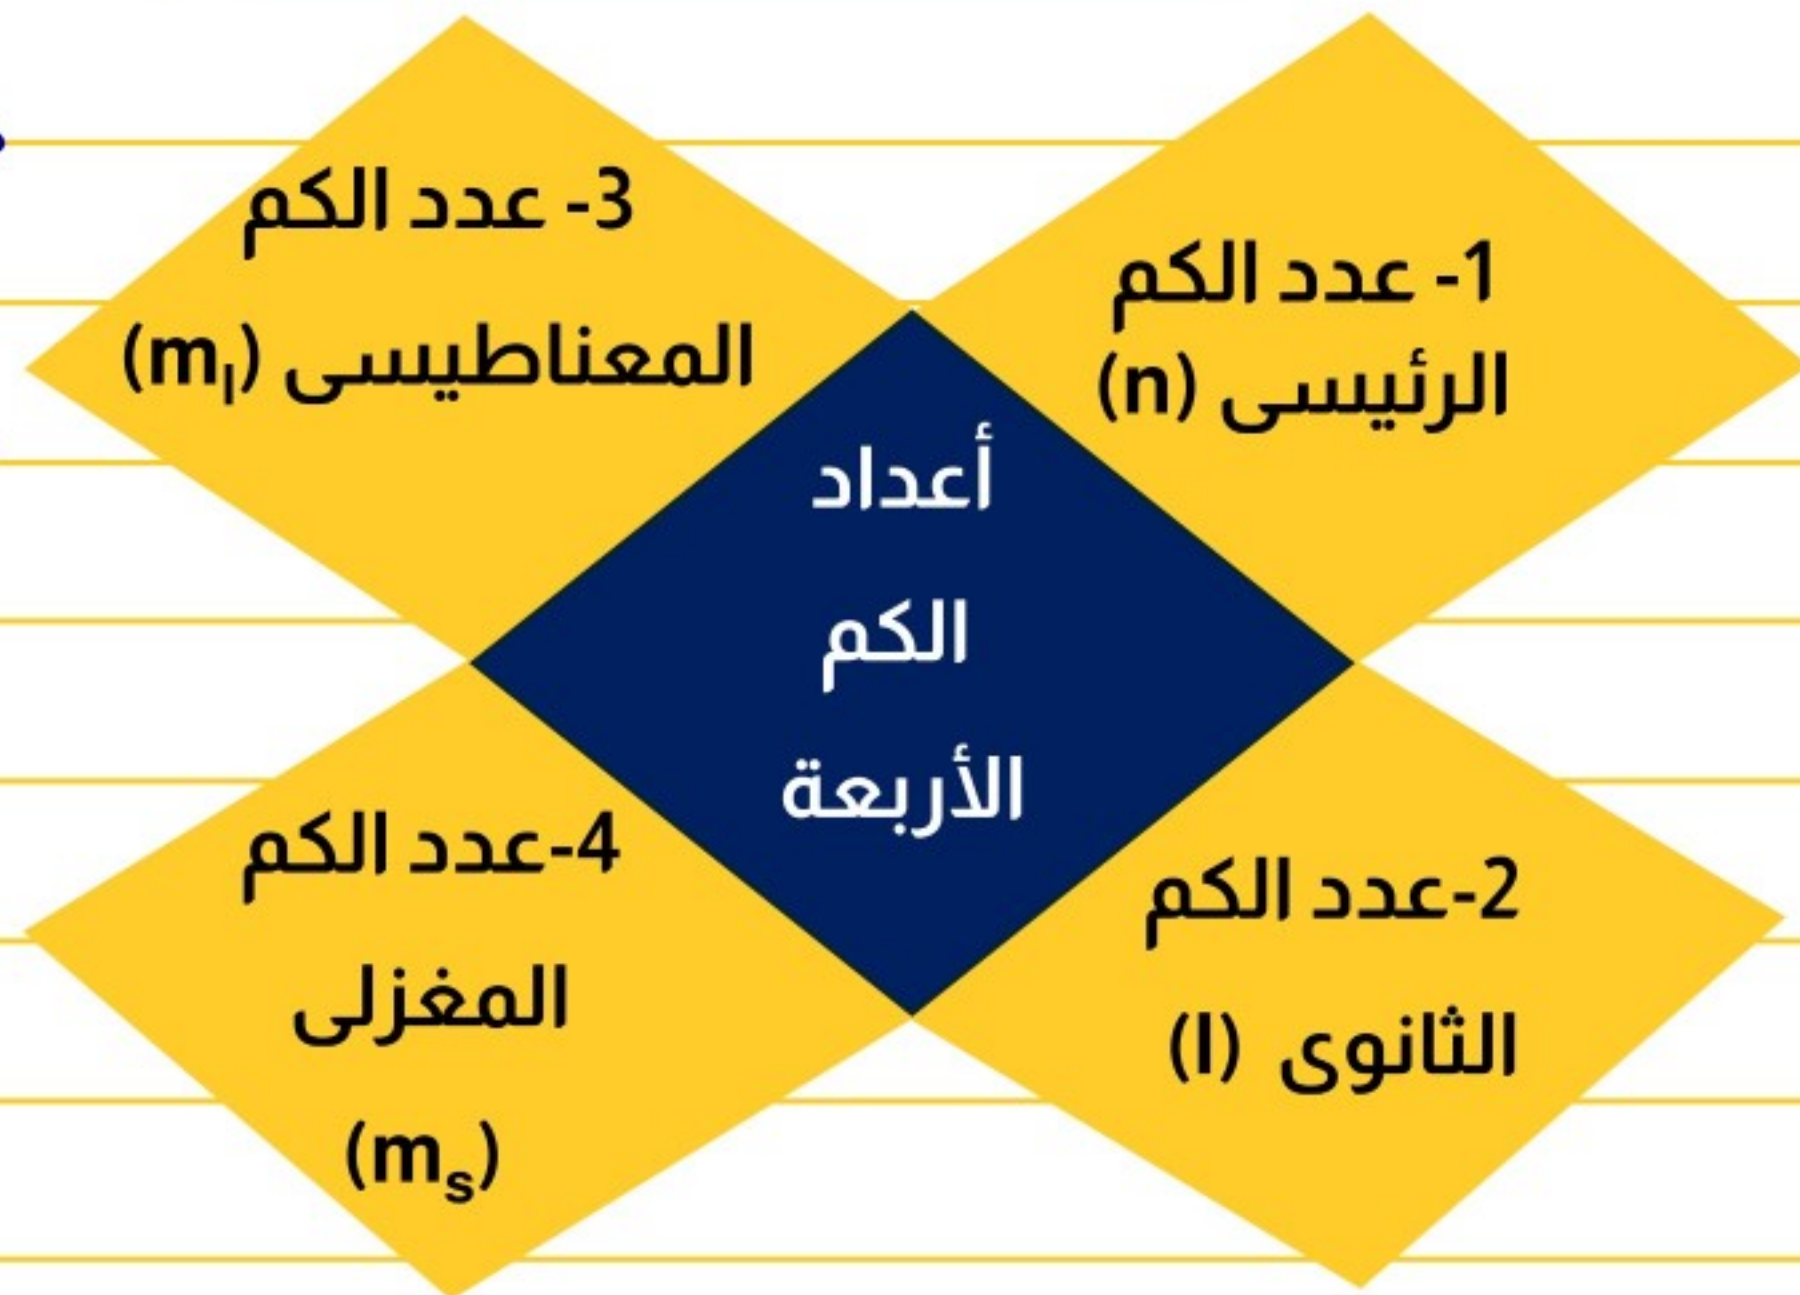 أعداد
الكم
الأربعة
1- عدد الكم
الرئيسى (n)
2-عدد الكم
الثانوى (l)
3- عدد الكم
المعناطيسى (mₗ)
4-عدد الكم
المغزلى
(mₛ)